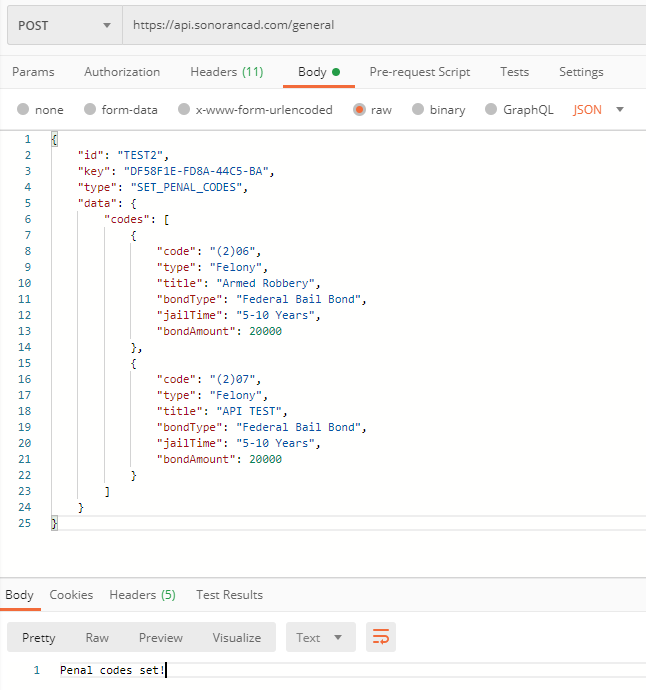 POST https://api.sonorancad.com/general
Params Authorization Headers (11) Body Pre-request Script Tests Settings
none form-data x-www-form-urlencoded raw binary GraphQL JSON
1 {
2 "id": "TEST2",
3 "key": "DF58F1E-FD8A-44C5-BA",
4 "type": "SET_PENAL_CODES",
5 "data": {
6 "codes": [
7 {
8 "code": "(2)06",
9 "type": "Felony",
10 "title": "Armed Robbery",
11 "bondType": "Federal Bail Bond",
12 "jailTime": "5-10 Years",
13 "bondAmount": 20000
14 },
15 {
16 "code": "(2)07",
17 "type": "Felony",
18 "title": "API TEST",
19 "bondType": "Federal Bail Bond",
20 "jailTime": "5-10 Years",
21 "bondAmount": 20000
22 }
23 ]
24 }
25 }
Body Cookies Headers (5) Test Results
Pretty Raw Preview Visualize Text
1 Penal codes set!